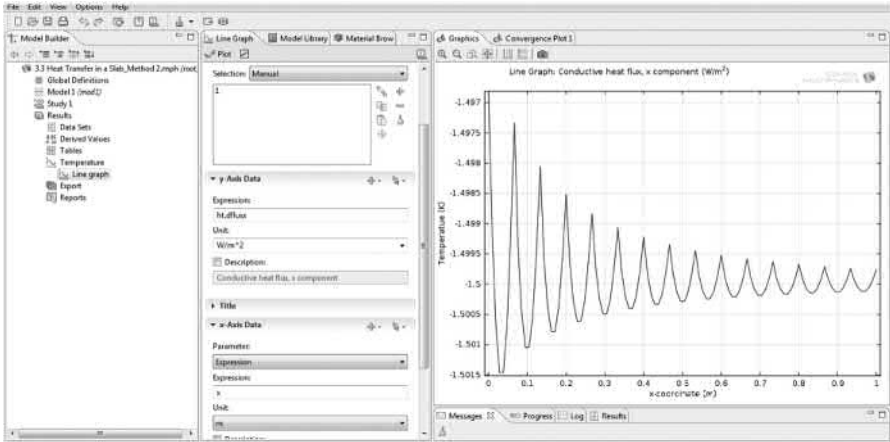 File Edit View Options Help
Model Builder
3.3 Heat Transfer in a Slab_Method 2.mph (root
Global Definitions
Model 1 (mod1)
Study 1
Results
Data Sets
Derived Values
Tables
Temperature
Line graph
Export
Reports
Line Graph Model Library Material Brow
Plot
Selection: Manual
1
y-Axis Data
Expression:
ht.dfluxx
Unit:
W/m^2
Description:
Conductive heat flux, x component
Title
x-Axis Data
Parameter:
Expression
Expression:
x
Unit:
m
Graphics Convergence Plot 1
Line Graph: Conductive heat flux, x component (W/m²)
-1.497
-1.4975
-1.498
-1.4985
-1.499
-1.4995
-1.5
-1.5005
-1.501
-1.5015
Temperatue (K)
0 0.1 0.2 0.3 0.4 0.5 0.6 0.7 0.8 0.9 1
x-coorcinate (m)
Messages Progress Log Results